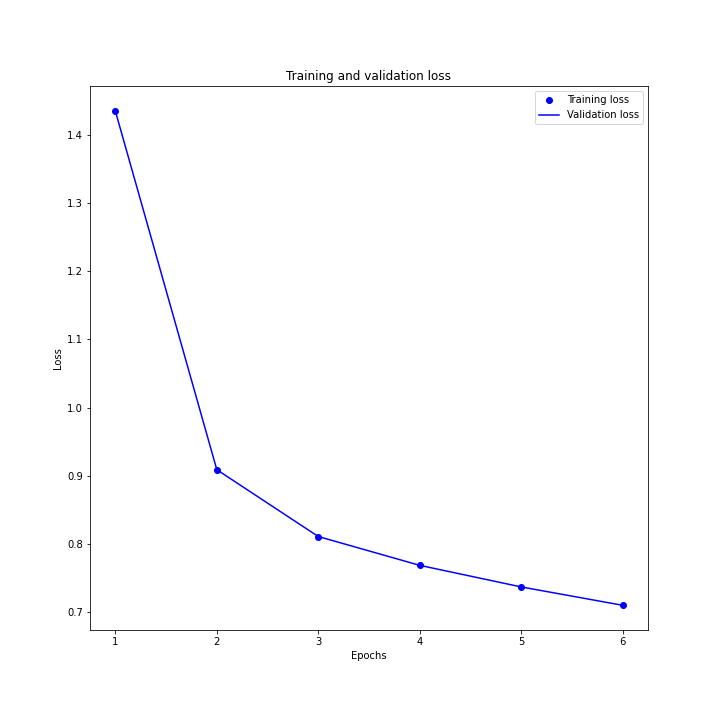 Training and validation loss
Training loss
Validation loss
1.4
1.3
1.2
1.1
1.0
0.9
0.8
0.7
Loss
1 2 3 4 5 6
Epochs